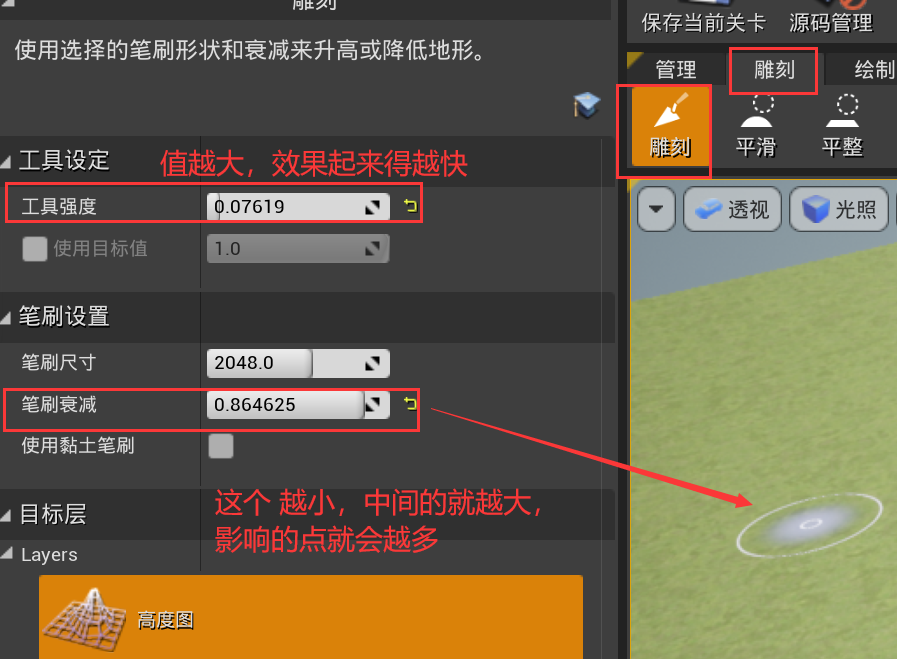 雕刻
使用选择的笔刷形状和衰减来升高或降低地形。
工具设定
值越大，效果起来得越快
工具强度
0.07619
使用目标值
1.0
笔刷设置
笔刷尺寸
2048.0
笔刷衰减
0.864625
使用黏土笔刷
目标层
这个 越小，中间的就越大，
影响的点就会越多
Layers
高度图
保存当前关卡
源码管理
管理
雕刻
绘制
雕刻
平滑
平整
透视
光照